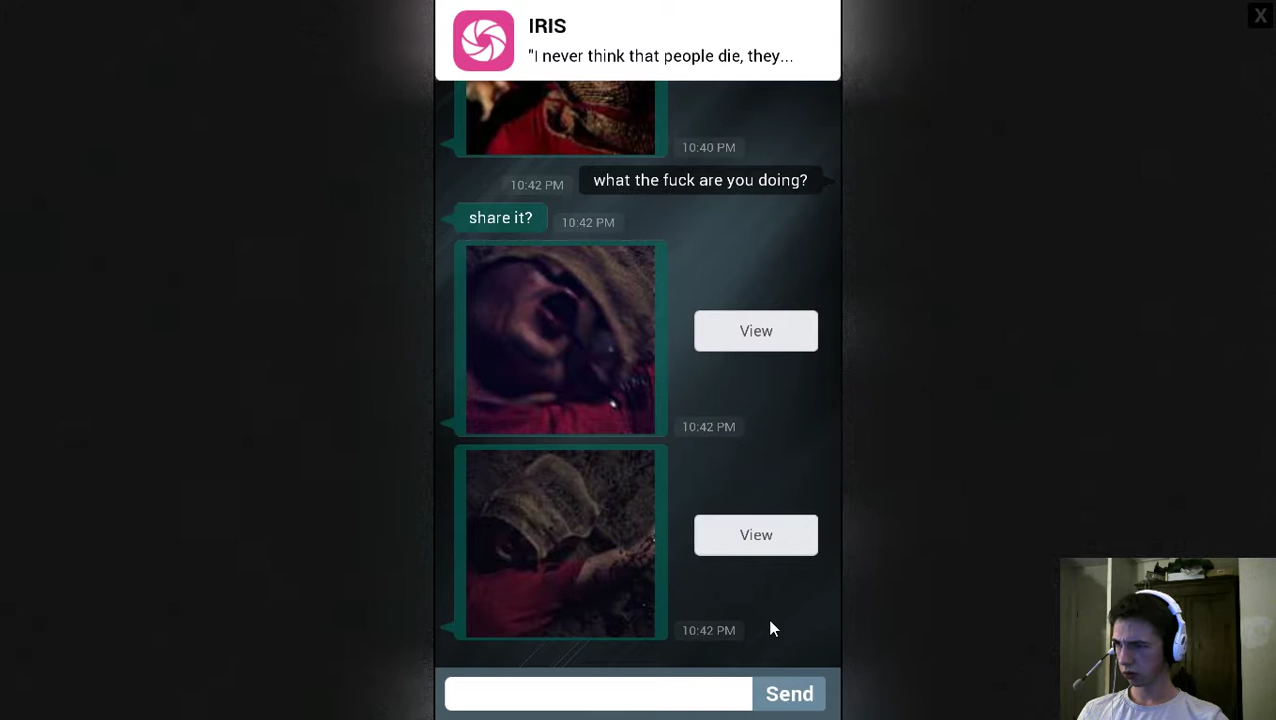 X
IRIS
"I never think that people die, they...
10:40 PM
what the fuck are you doing?
10:42 PM
share it?
10:42 PM
View
10:42 PM
View
10:42 PM
Send